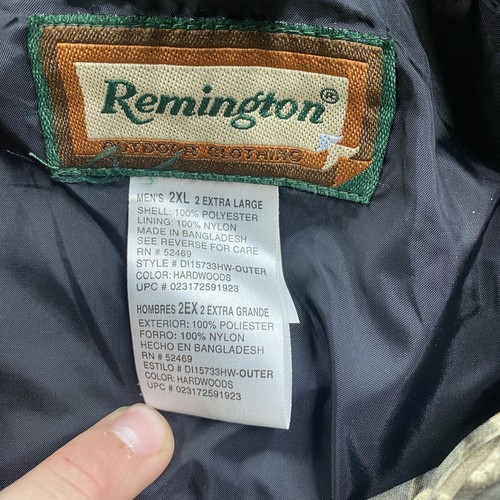 Remington®
OUTDOOR CLOTHING
MEN'S 2XL 2 EXTRA LARGE
SHELL: 100% POLYESTER
LINING: 100% NYLON
MADE IN BANGLADESH
SEE REVERSE FOR CARE
RN # 52469
STYLE # DI15733HW-OUTER
COLOR: HARDWOODS
UPC # 023172591923
HOMBRES 2EX 2 EXTRA GRANDE
EXTERIOR: 100% POLIESTER
FORRO: 100% NYLON
HECHO EN BANGLADESH
RN # 52469
ESTILO # DI15733HW-OUTER
COLOR: HARDWOODS
UPC # 023172591923